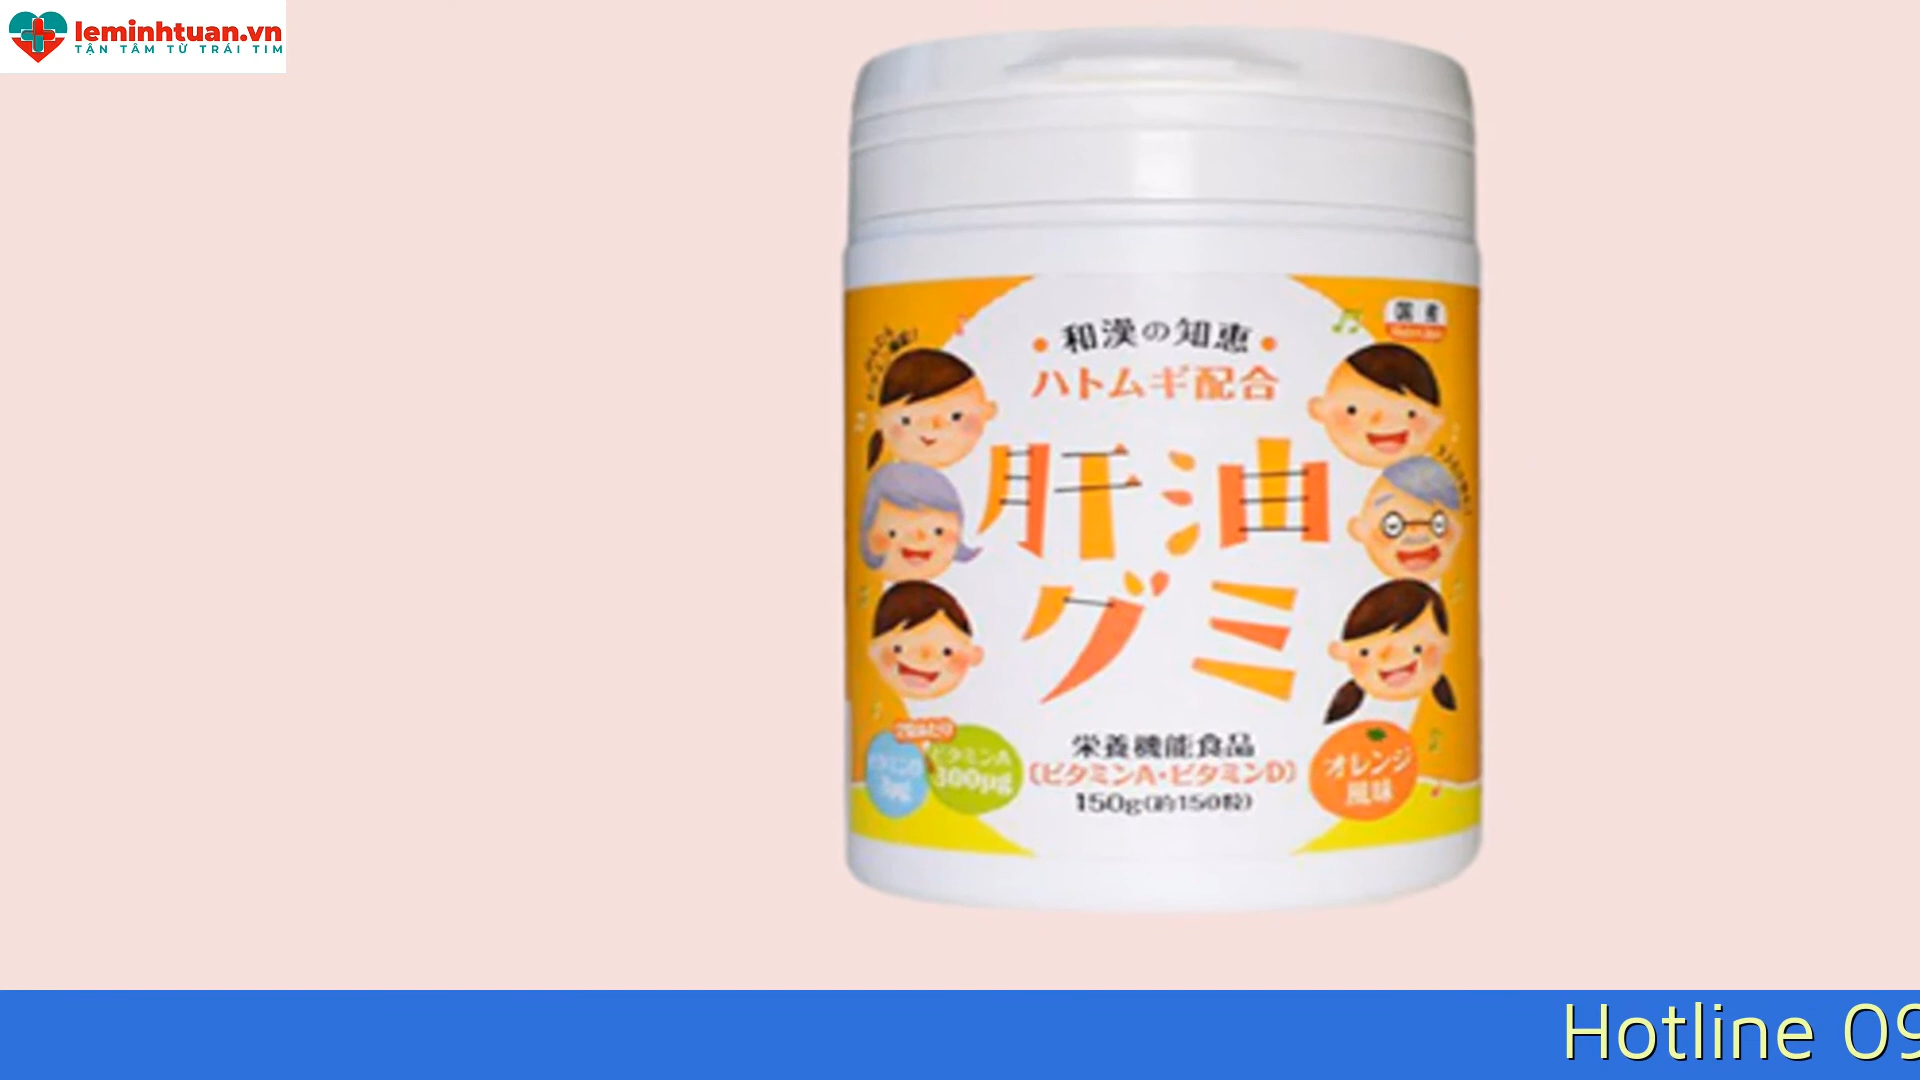 leminhtuan.vn
TẬN TÂM TỪ TRÁI TIM
和漢の知恵
国産
ハトムギ配合
肝油
グミ
ビタミンA
300μg
栄養機能食品
(ビタミンA・ビタミンD)
150g(約150粒)
オレンジ
風味
Hotline 09